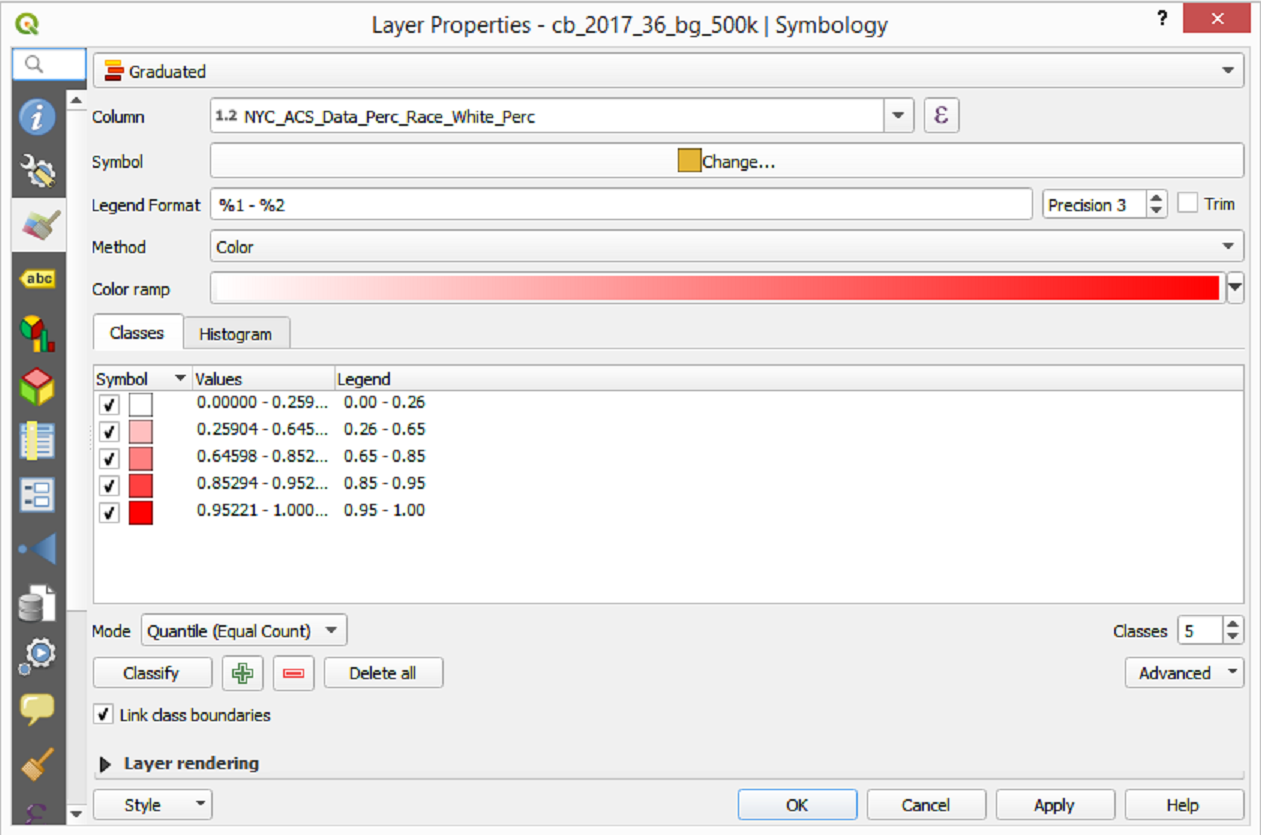 Layer Properties - cb_2017_36_bg_500k | Symbology ?
Graduated
Column 1.2 NYC_ACS_Data_Perc_Race_White_Perc ε
Symbol Change...
Legend Format %1 - %2 Precision 3 Trim
Method Color
abc
Color ramp
Classes Histogram
Symbol Values Legend
0.00000 - 0.259... 0.00 - 0.26
0.25904 - 0.645... 0.26 - 0.65
0.64598 - 0.852... 0.65 - 0.85
0.85294 - 0.952... 0.85 - 0.95
0.95221 - 1.000... 0.95 - 1.00
Mode Quantile (Equal Count) Classes 5
Classify Delete all Advanced
Link class boundaries
Layer rendering
Style OK Cancel Apply Help